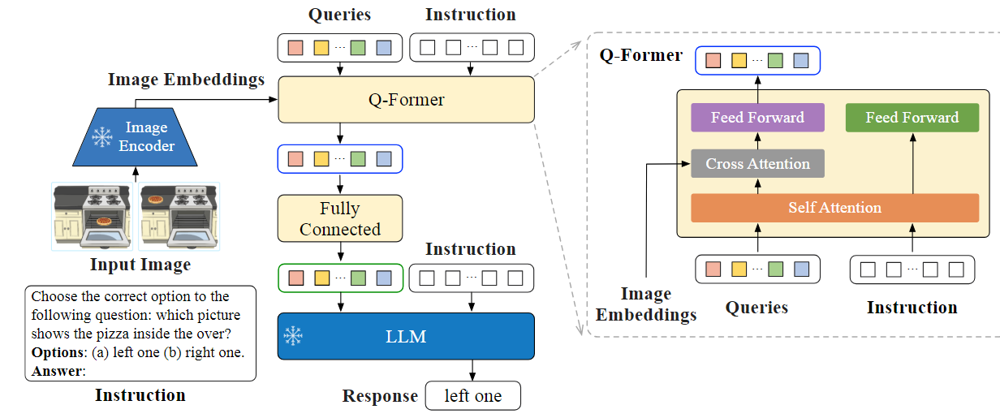 Queries
Instruction
...
...
Image Embeddings
Q-Former
Image
Encoder
...
Fully
Connected
Input Image
Instruction
...
...
Choose the correct option to the
following question: which picture
shows the pizza inside the over?
Options: (a) left one (b) right one.
Answer:
Instruction
LLM
Response
left one
Q-Former
...
Feed Forward
Feed Forward
Cross Attention
Self Attention
...
...
Image
Embeddings
Queries
Instruction